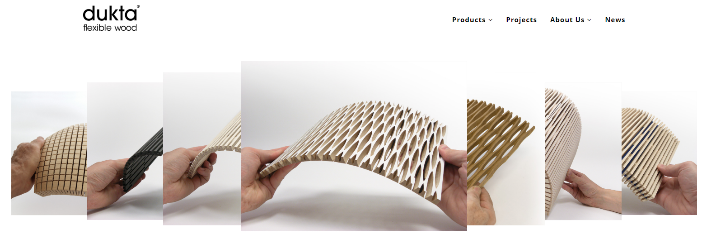 dukta®
flexible wood
Products
Projects
About Us
News